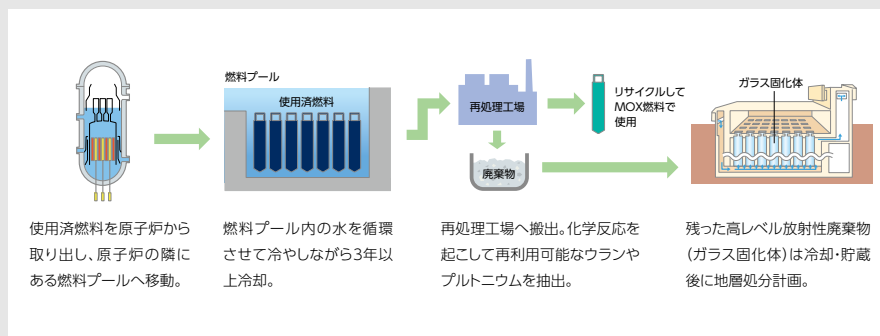 燃料プール
使用済燃料
再処理工場
リサイクルして
MOX燃料で
使用
廃棄物
ガラス固化体
使用済燃料を原子炉から
取り出し、原子炉の隣に
ある燃料プールへ移動。
燃料プール内の水を循環
させて冷やしながら3年以
上冷却。
再処理工場へ搬出。化学反応を
起こして再利用可能なウランや
プルトニウムを抽出。
残った高レベル放射性廃棄物
(ガラス固化体)は冷却・貯蔵
後に地層処分計画。